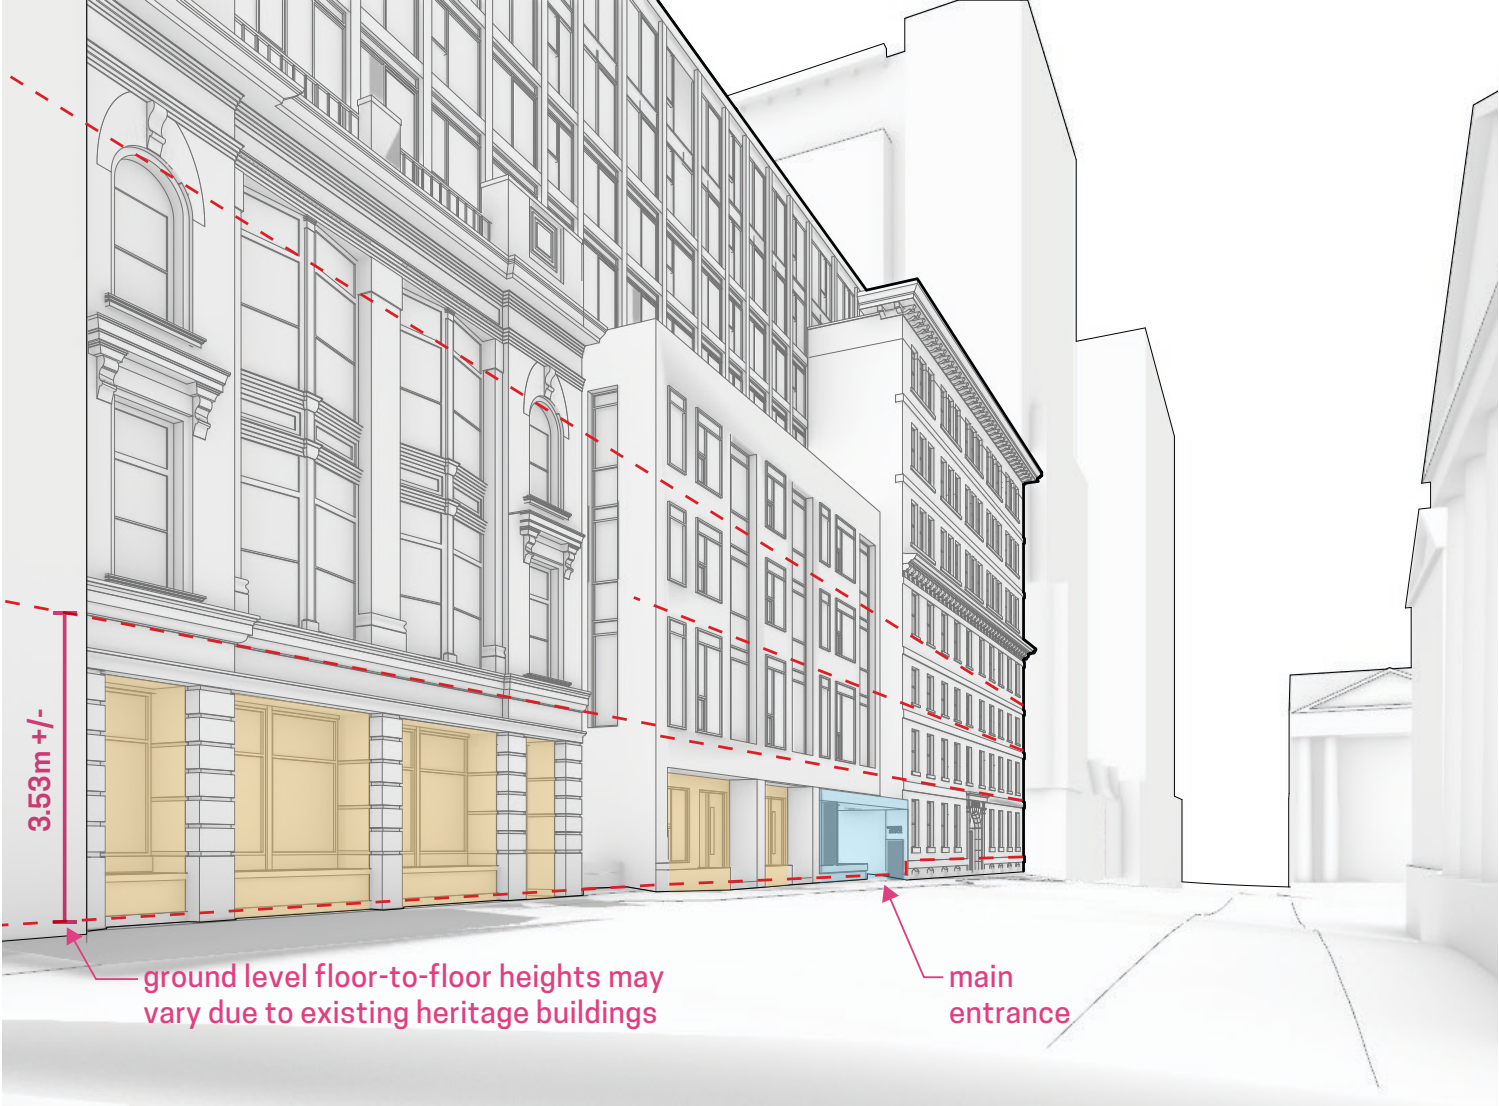 3.53m +/-
ground level floor-to-floor heights may
vary due to existing heritage buildings
main
entrance